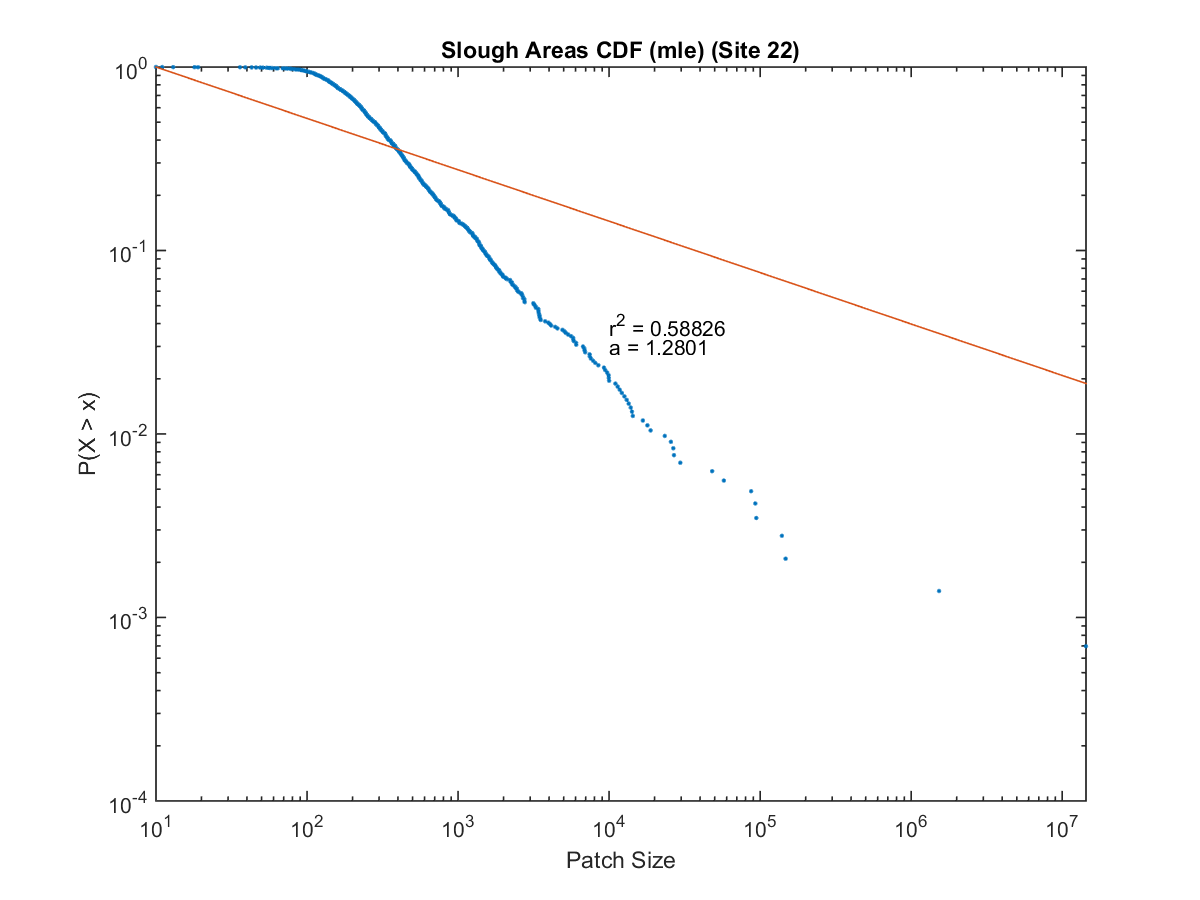 Slough Areas CDF (mle) (Site 22)
10^0
10^-1
10^-2
10^-3
10^-4
P(X > x)
r^2 = 0.58826
a = 1.2801
10^1 10^2 10^3 10^4 10^5 10^6 10^7
Patch Size